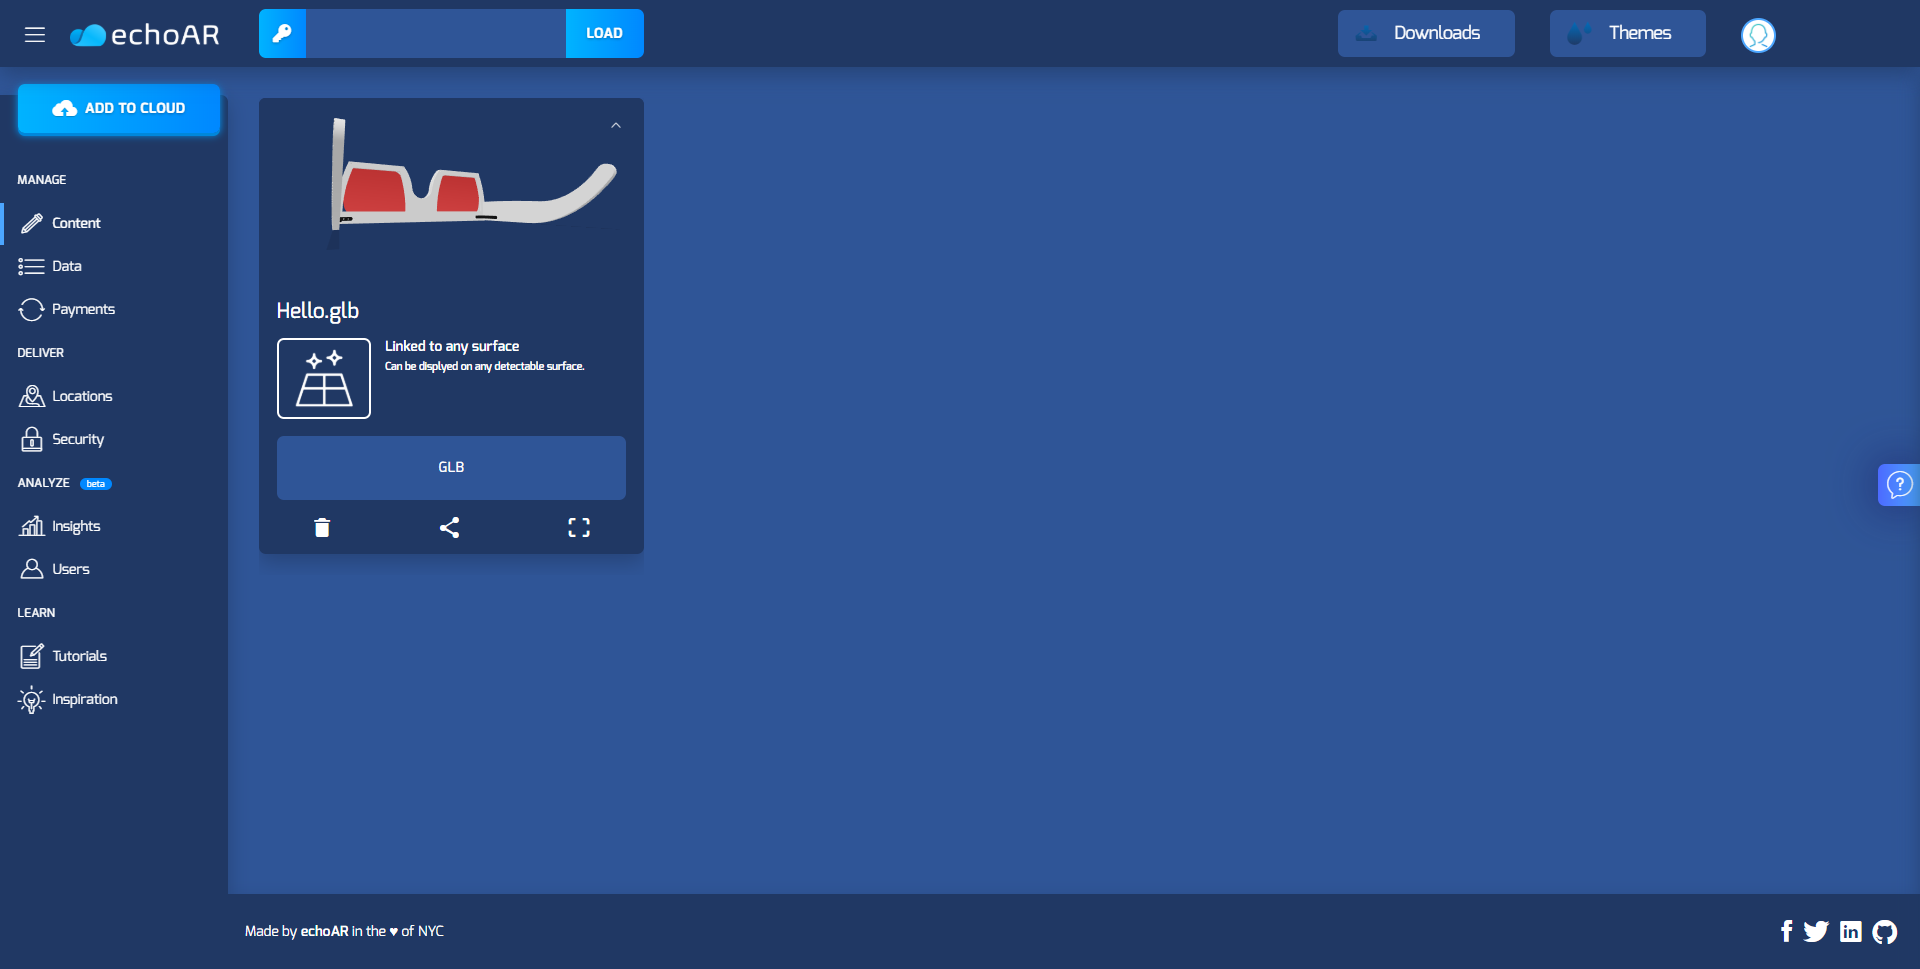 echoAR
LOAD
Downloads
Themes
ADD TO CLOUD
MANAGE
Content
Data
Payments
DELIVER
Locations
Security
ANALYZE beta
Insights
Users
LEARN
Tutorials
Inspiration
Hello.glb
Linked to any surface
Can be displyed on any detectable surface.
GLB
?
Made by echoAR in the ♥ of NYC